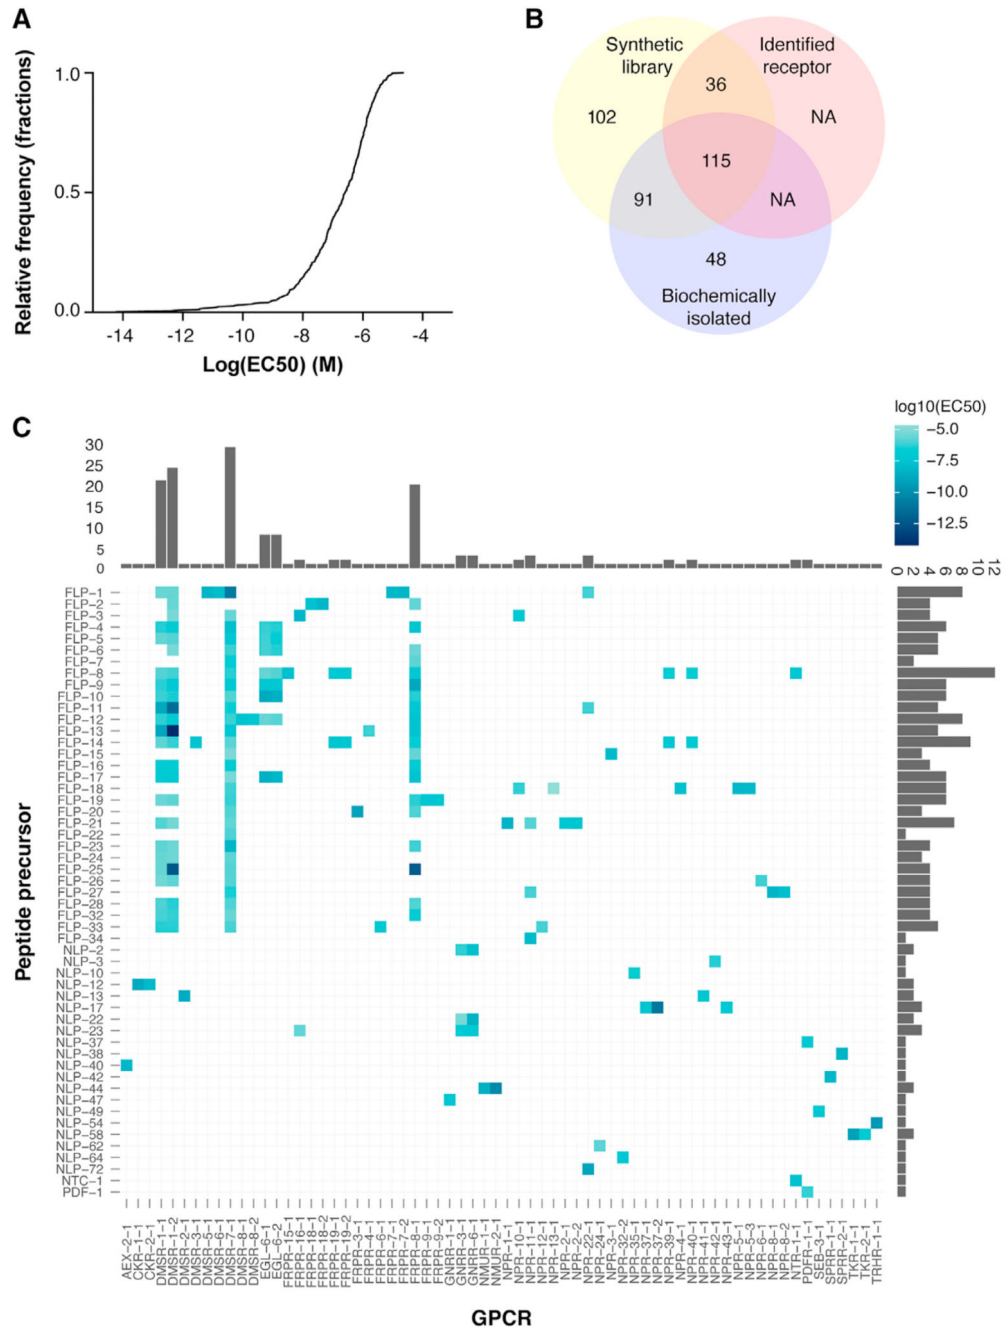 A
Relative frequency (fractions)
1.0
0.5
0.0
-14 -12 -10 -8 -6 -4
Log(EC50) (M)
B
Synthetic library
Identified receptor
36
102
NA
115
91
NA
48
Biochemically isolated
C
log10(EC50)
−5.0
−7.5
−10.0
−12.5
30
25
20
15
10
5
0
0 2 4 6 8 10 12
Peptide precursor
FLP−1
FLP−2
FLP−3
FLP−4
FLP−5
FLP−6
FLP−7
FLP−8
FLP−9
FLP−10
FLP−11
FLP−12
FLP−13
FLP−14
FLP−15
FLP−16
FLP−17
FLP−18
FLP−19
FLP−20
FLP−21
FLP−22
FLP−23
FLP−24
FLP−25
FLP−26
FLP−27
FLP−28
FLP−32
FLP−33
FLP−34
NLP−2
NLP−3
NLP−10
NLP−12
NLP−13
NLP−17
NLP−22
NLP−23
NLP−37
NLP−38
NLP−40
NLP−42
NLP−44
NLP−47
NLP−49
NLP−54
NLP−58
NLP−62
NLP−64
NLP−72
NTC−1
PDF−1
AEX−2−1
CKR−1−1
CKR−2−1
DMSR−1−1
DMSR−1−2
DMSR−2−1
DMSR−3−1
DMSR−5−1
DMSR−6−1
DMSR−7−1
DMSR−8−1
DMSR−8−2
EGL−6−1
EGL−6−2
FRPR−15−1
FRPR−16−1
FRPR−18−1
FRPR−18−2
FRPR−19−1
FRPR−19−2
FRPR−3−1
FRPR−4−1
FRPR−6−1
FRPR−7−1
FRPR−7−2
FRPR−8−1
FRPR−9−1
FRPR−9−2
GNRR−1−1
GNRR−3−1
GNRR−6−1
NMUR−1−1
NMUR−2−1
NPR−1−1
NPR−10−1
NPR−12−1
NPR−13−1
NPR−2−1
NPR−2−2
NPR−22−1
NPR−24−1
NPR−3−1
NPR−32−2
NPR−35−1
NPR−37−1
NPR−37−2
NPR−39−1
NPR−4−1
NPR−40−1
NPR−41−1
NPR−42−1
NPR−43−1
NPR−5−1
NPR−5−3
NPR−6−1
NPR−8−1
NPR−8−2
NTR−1−1
PDFR−1−1
SEB−3−1
SPRR−1−1
SPRR−2−1
TKR−1−1
TKR−2−1
TRHR−1−1
GPCR